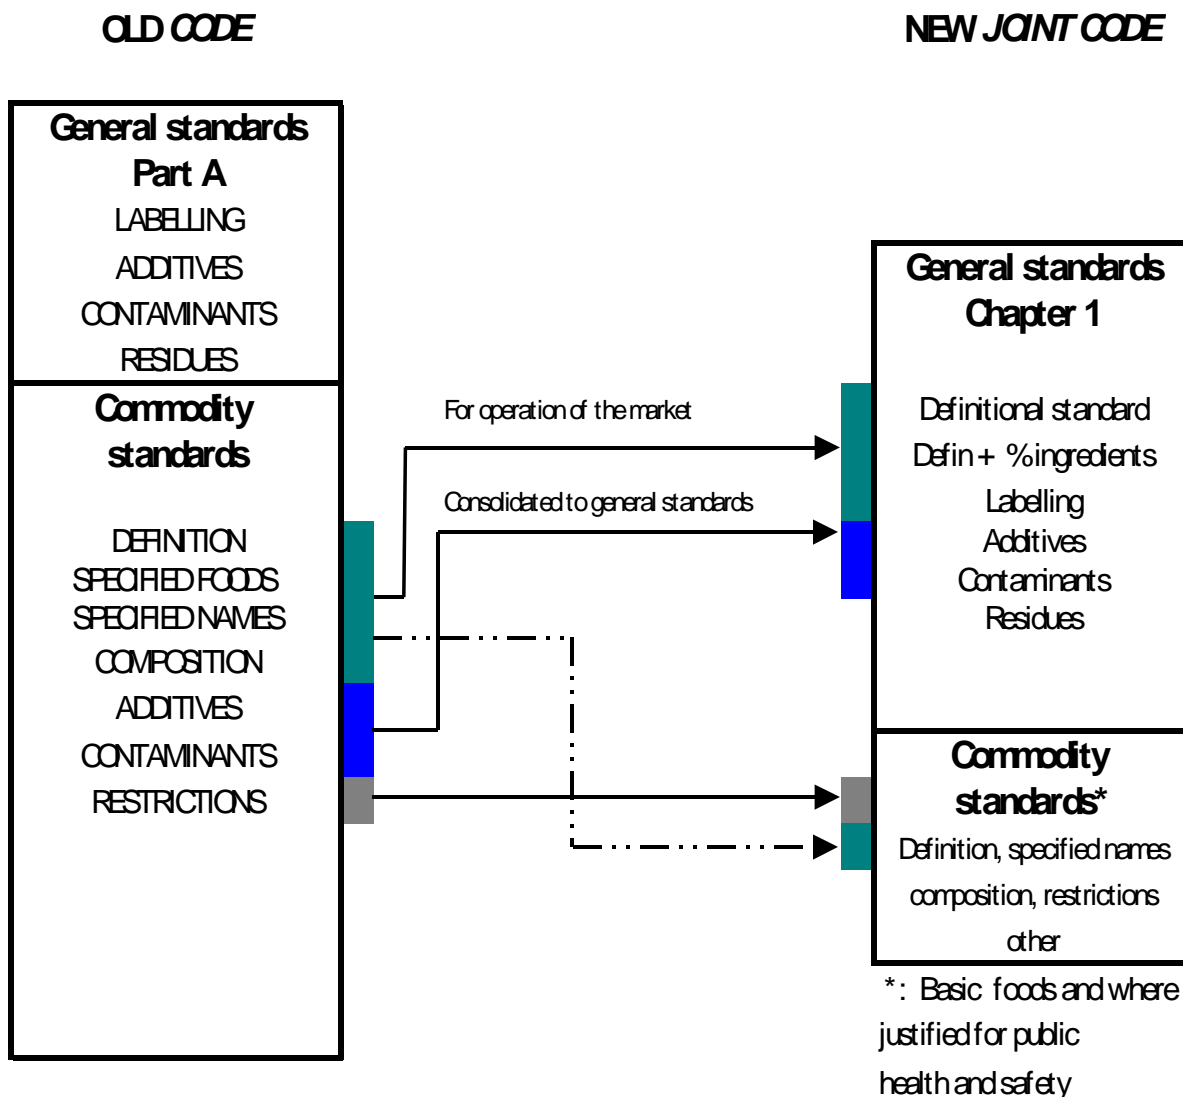 OLD CODE
NEW JOINT CODE
General standards
Part A
LABELLING
ADDITIVES
CONTAMINANTS
RESIDUES
Commodity
standards
DEFINITION
SPECIFIED FOODS
SPECIFIED NAMES
COMPOSITION
ADDITIVES
CONTAMINANTS
RESTRICTIONS
For operation of the market
Consolidated to general standards
General standards
Chapter 1
Definitional standard
Defin + % ingredients
Labelling
Additives
Contaminants
Residues
Commodity
standards*
Definition, specified names
composition, restrictions
other
*: Basic foods and where
justified for public
health and safety